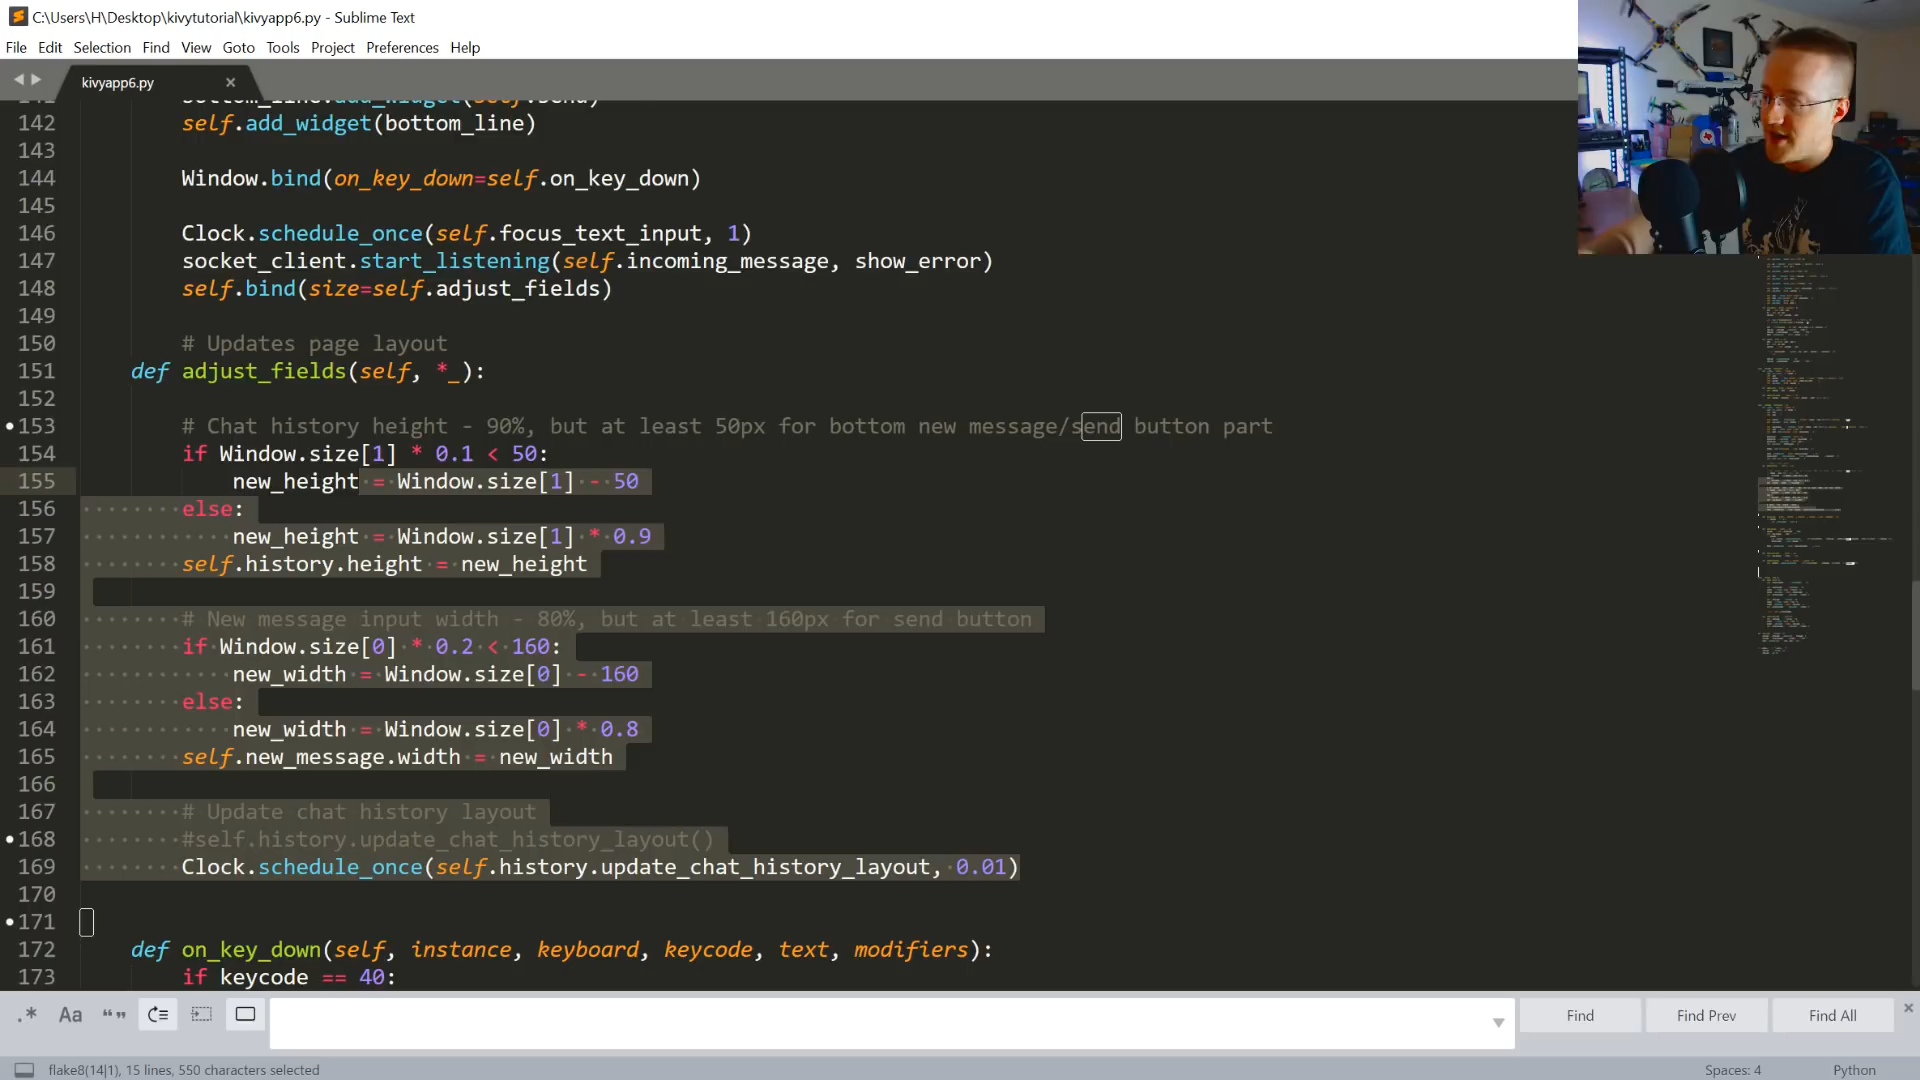 C:\Users\H\Desktop\kivytutorial\kivyapp6.py - Sublime Text
File Edit Selection Find View Goto Tools Project Preferences Help
kivyapp6.py
142 self.add_widget(bottom_line)
143
144 Window.bind(on_key_down=self.on_key_down)
145
146 Clock.schedule_once(self.focus_text_input, 1)
147 socket_client.start_listening(self.incoming_message, show_error)
148 self.bind(size=self.adjust_fields)
149
150 # Updates page layout
151 def adjust_fields(self, *_):
152
153 # Chat history height - 90%, but at least 50px for bottom new message/send button part
154 if Window.size[1] * 0.1 < 50:
155 new_height = Window.size[1] - 50
156 else:
157 new_height = Window.size[1] * 0.9
158 self.history.height = new_height
159
160 # New message input width - 80%, but at least 160px for send button
161 if Window.size[0] * 0.2 < 160:
162 new_width = Window.size[0] - 160
163 else:
164 new_width = Window.size[0] * 0.8
165 self.new_message.width = new_width
166
167 # Update chat history layout
168 #self.history.update_chat_history_layout()
169 Clock.schedule_once(self.history.update_chat_history_layout, 0.01)
170
171
172 def on_key_down(self, instance, keyboard, keycode, text, modifiers):
173 if keycode == 40:
.* Aa “” Find Find Prev Find All
flake8(14|1), 15 lines, 550 characters selected Spaces: 4 Python